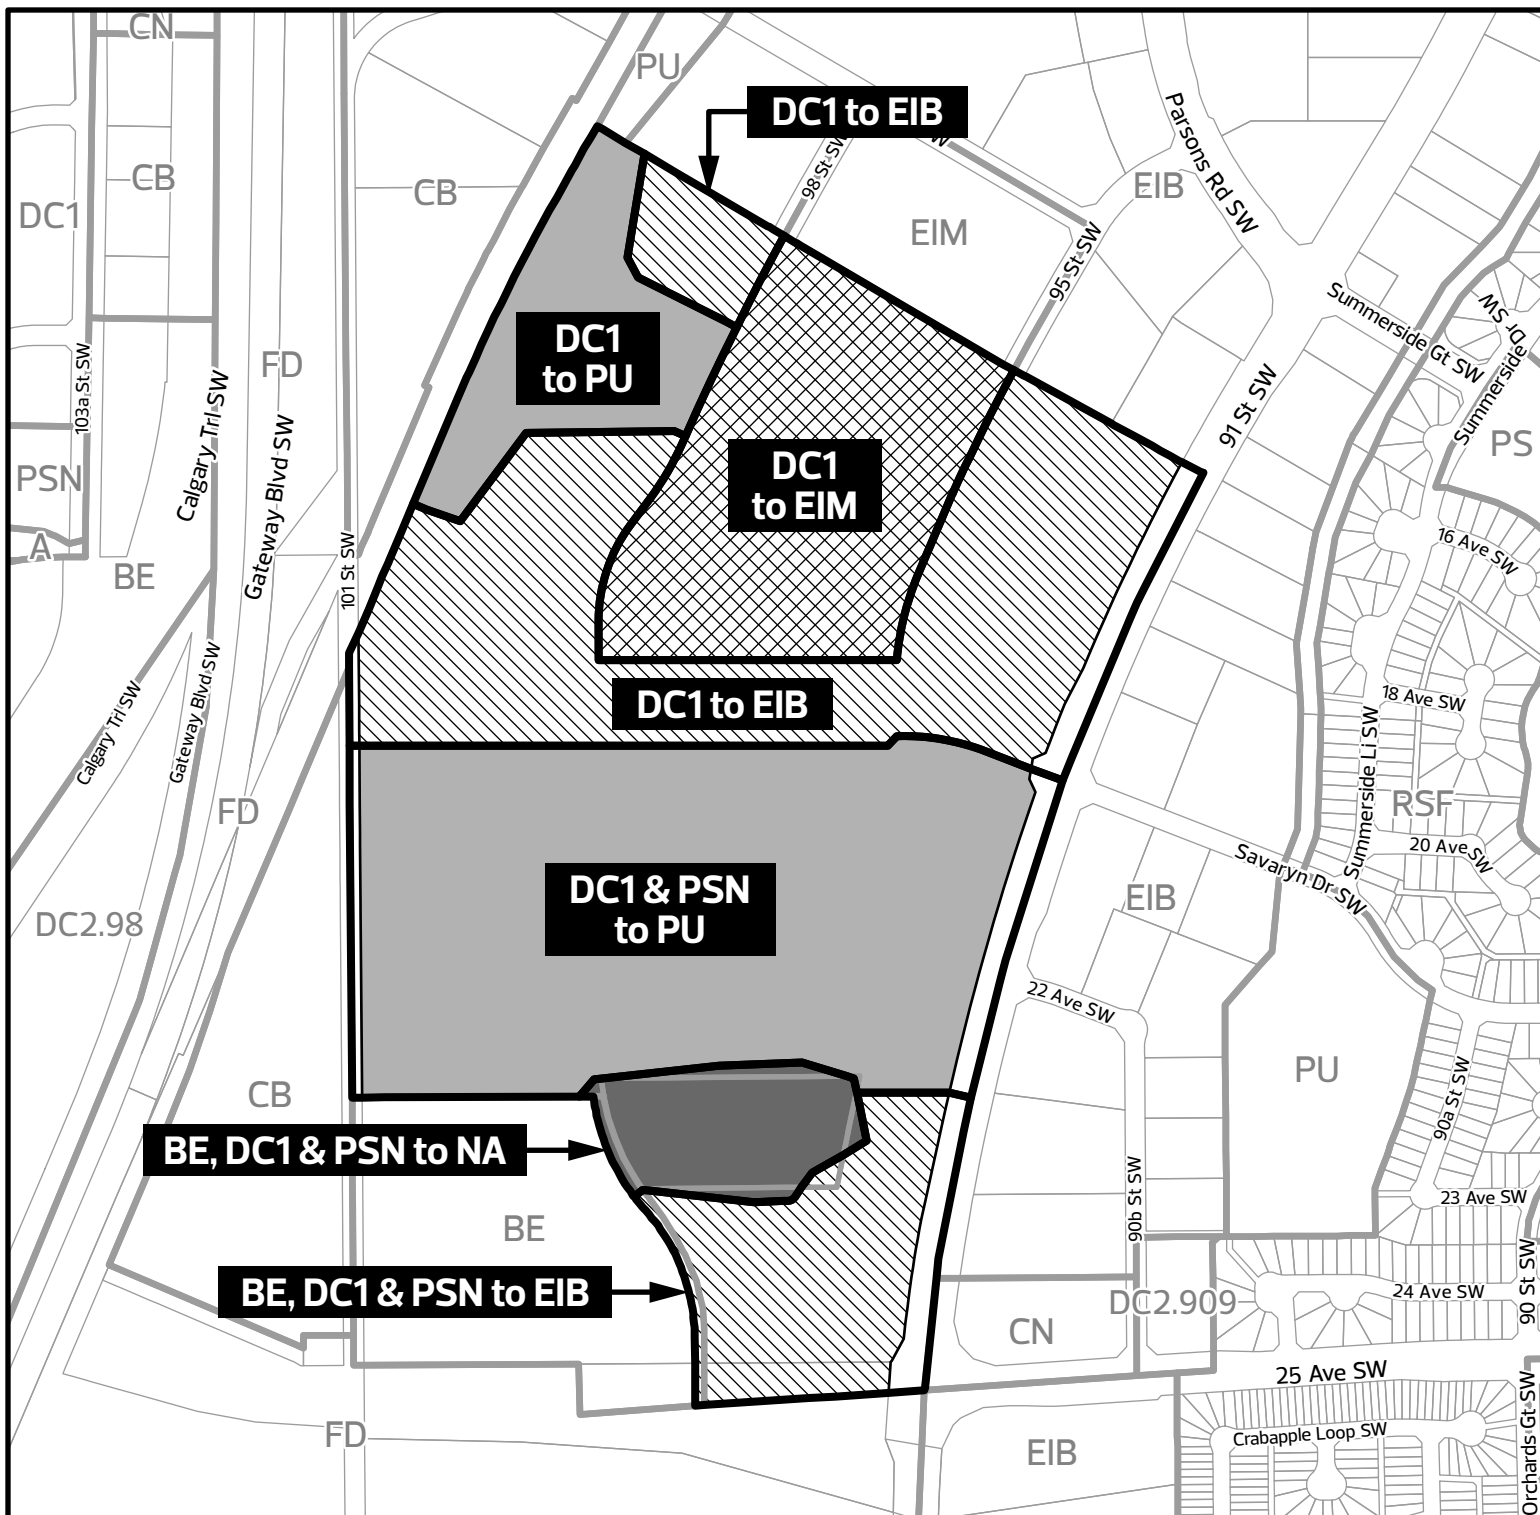 CN
PU
DC1 to EIB
Parsons Rd SW
98 St SW
W
CB
CB
EIB
DC1
EIM
95 St SW
Summerside Gt SW
Summerside Dr SW
103a St SW
FD
DC1
to PU
Calgary Trl SW
Gateway Blvd SW
91 St SW
PS
PSN
DC1
to EIM
A
BE
101 St SW
16 Ave SW
Calgary Trl SW
Gateway Blvd SW
DC1 to EIB
18 Ave SW
Summerside Li SW
FD
RSF
20 Ave SW
Savaryn Dr SW
DC2.98
DC1 & PSN
to PU
EIB
22 Ave SW
PU
CB
90a St SW
BE, DC1 & PSN to NA
90b St SW
23 Ave SW
BE
BE, DC1 & PSN to EIB
DC2.909
24 Ave SW
90 St SW
CN
25 Ave SW
FD
EIB
Crabapple Loop SW
Orchards Gt SW